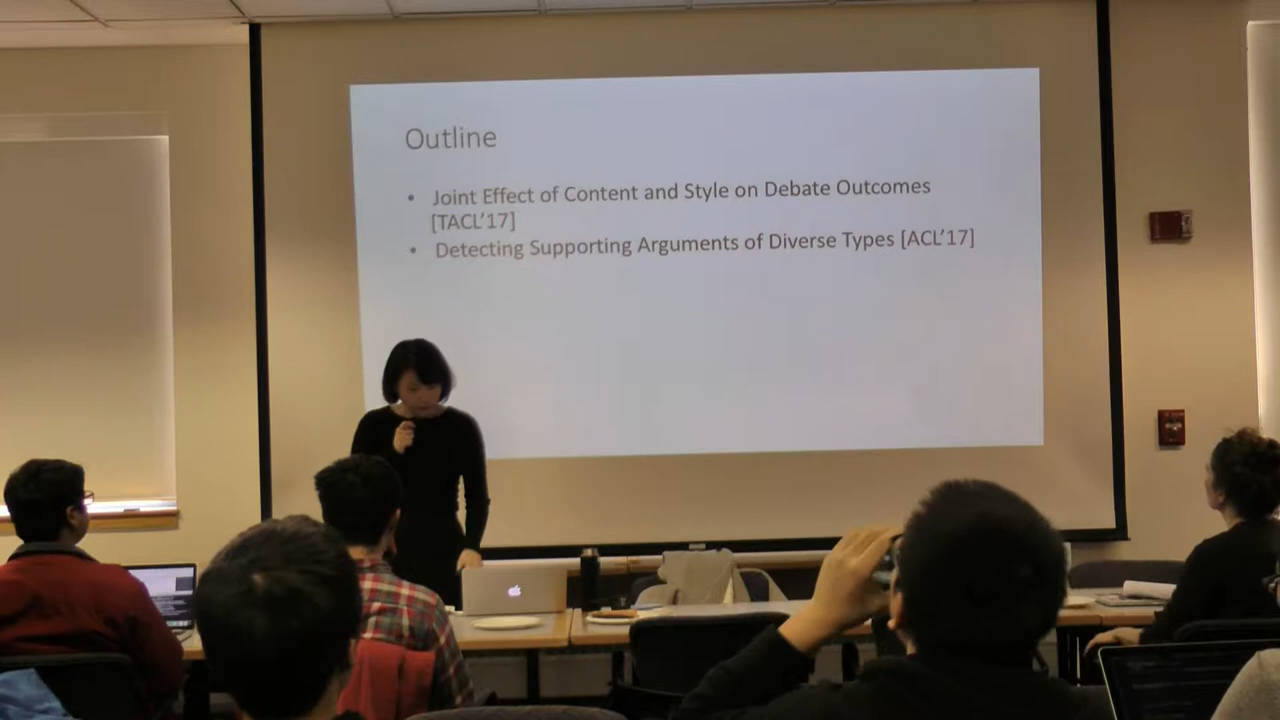 Outline
• Joint Effect of Content and Style on Debate Outcomes
[TACL’17]
• Detecting Supporting Arguments of Diverse Types [ACL’17]